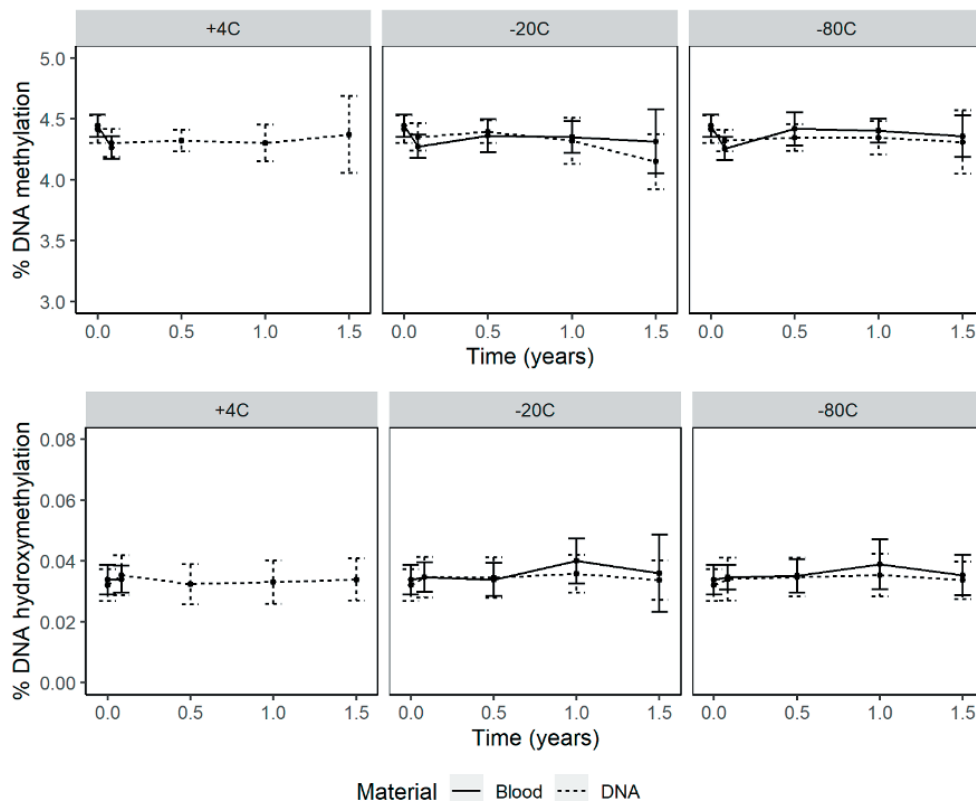 +4C -20C -80C
5.0
4.5
4.0
3.5
3.0
% DNA methylation
0.0 0.5 1.0 1.5 0.0 0.5 1.0 1.5 0.0 0.5 1.0 1.5
Time (years)
+4C -20C -80C
0.08
0.06
0.04
0.02
0.00
% DNA hydroxymethylation
0.0 0.5 1.0 1.5 0.0 0.5 1.0 1.5 0.0 0.5 1.0 1.5
Time (years)
Material Blood DNA